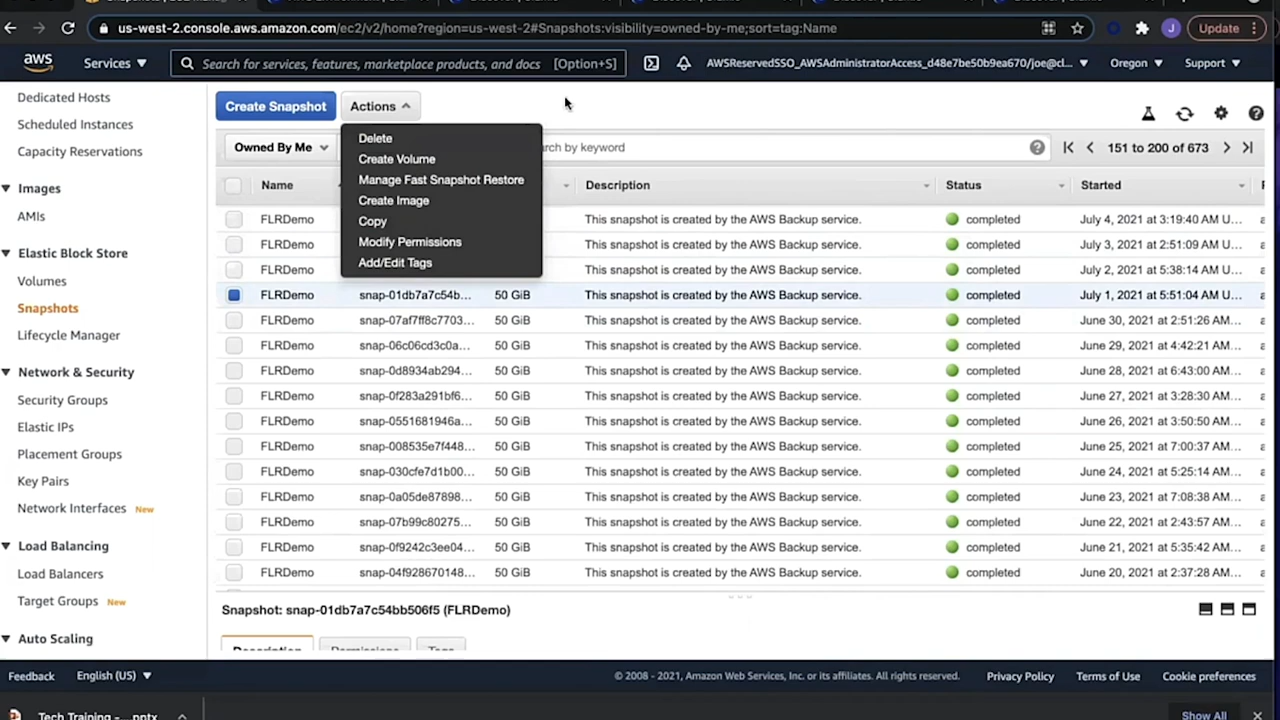 us-west-2.console.aws.amazon.com/ec2/v2/home?region=us-west-2#Snapshots:visibility=owned-by-me;sort=tag:Name
J
Update
aws
Services
Search for services, features, marketplace products, and docs
[Option+S]
AWSReservedSSO_AWSAdministratorAccess_d48e7be50b9ea670/joe@cl...
Oregon
Support
Dedicated Hosts
Scheduled Instances
Capacity Reservations
Images
AMIs
Elastic Block Store
Volumes
Snapshots
Lifecycle Manager
Network & Security
Security Groups
Elastic IPs
Placement Groups
Key Pairs
Network Interfaces New
Load Balancing
Load Balancers
Target Groups New
Auto Scaling
Create Snapshot
Actions
Delete
Create Volume
Manage Fast Snapshot Restore
Create Image
Copy
Modify Permissions
Add/Edit Tags
Owned By Me
by keyword
151 to 200 of 673
Name Description Status Started
FLRDemo This snapshot is created by the AWS Backup service. completed July 4, 2021 at 3:19:40 AM U...
FLRDemo This snapshot is created by the AWS Backup service. completed July 3, 2021 at 2:51:09 AM U...
FLRDemo This snapshot is created by the AWS Backup service. completed July 2, 2021 at 5:38:14 AM U...
FLRDemo snap-01db7a7c54b... 50 GiB This snapshot is created by the AWS Backup service. completed July 1, 2021 at 5:51:04 AM U...
FLRDemo snap-07af7ff8c7703... 50 GiB This snapshot is created by the AWS Backup service. completed June 30, 2021 at 2:51:26 AM...
FLRDemo snap-06c06cd3c0a... 50 GiB This snapshot is created by the AWS Backup service. completed June 29, 2021 at 4:42:21 AM...
FLRDemo snap-0d8934ab294... 50 GiB This snapshot is created by the AWS Backup service. completed June 28, 2021 at 6:43:00 AM...
FLRDemo snap-0f283a291bf6... 50 GiB This snapshot is created by the AWS Backup service. completed June 27, 2021 at 3:28:30 AM...
FLRDemo snap-0551681946a... 50 GiB This snapshot is created by the AWS Backup service. completed June 26, 2021 at 3:50:50 AM...
FLRDemo snap-008535e7f448... 50 GiB This snapshot is created by the AWS Backup service. completed June 25, 2021 at 7:00:37 AM...
FLRDemo snap-030cfe7d1b00... 50 GiB This snapshot is created by the AWS Backup service. completed June 24, 2021 at 5:25:14 AM...
FLRDemo snap-0a05de87898... 50 GiB This snapshot is created by the AWS Backup service. completed June 23, 2021 at 7:08:38 AM...
FLRDemo snap-07b99c80275... 50 GiB This snapshot is created by the AWS Backup service. completed June 22, 2021 at 2:43:57 AM...
FLRDemo snap-0f9242c3ee04... 50 GiB This snapshot is created by the AWS Backup service. completed June 21, 2021 at 5:35:42 AM...
FLRDemo snap-04f928670148... 50 GiB This snapshot is created by the AWS Backup service. completed June 20, 2021 at 2:37:28 AM...
Snapshot: snap-01db7a7c54bb506f5 (FLRDemo)
Description Permissions Tags
Feedback
English (US)
© 2008 - 2021, Amazon Web Services, Inc. or its affiliates. All rights reserved.
Privacy Policy
Terms of Use
Cookie preferences
Tech Training - ....pptx
Show All